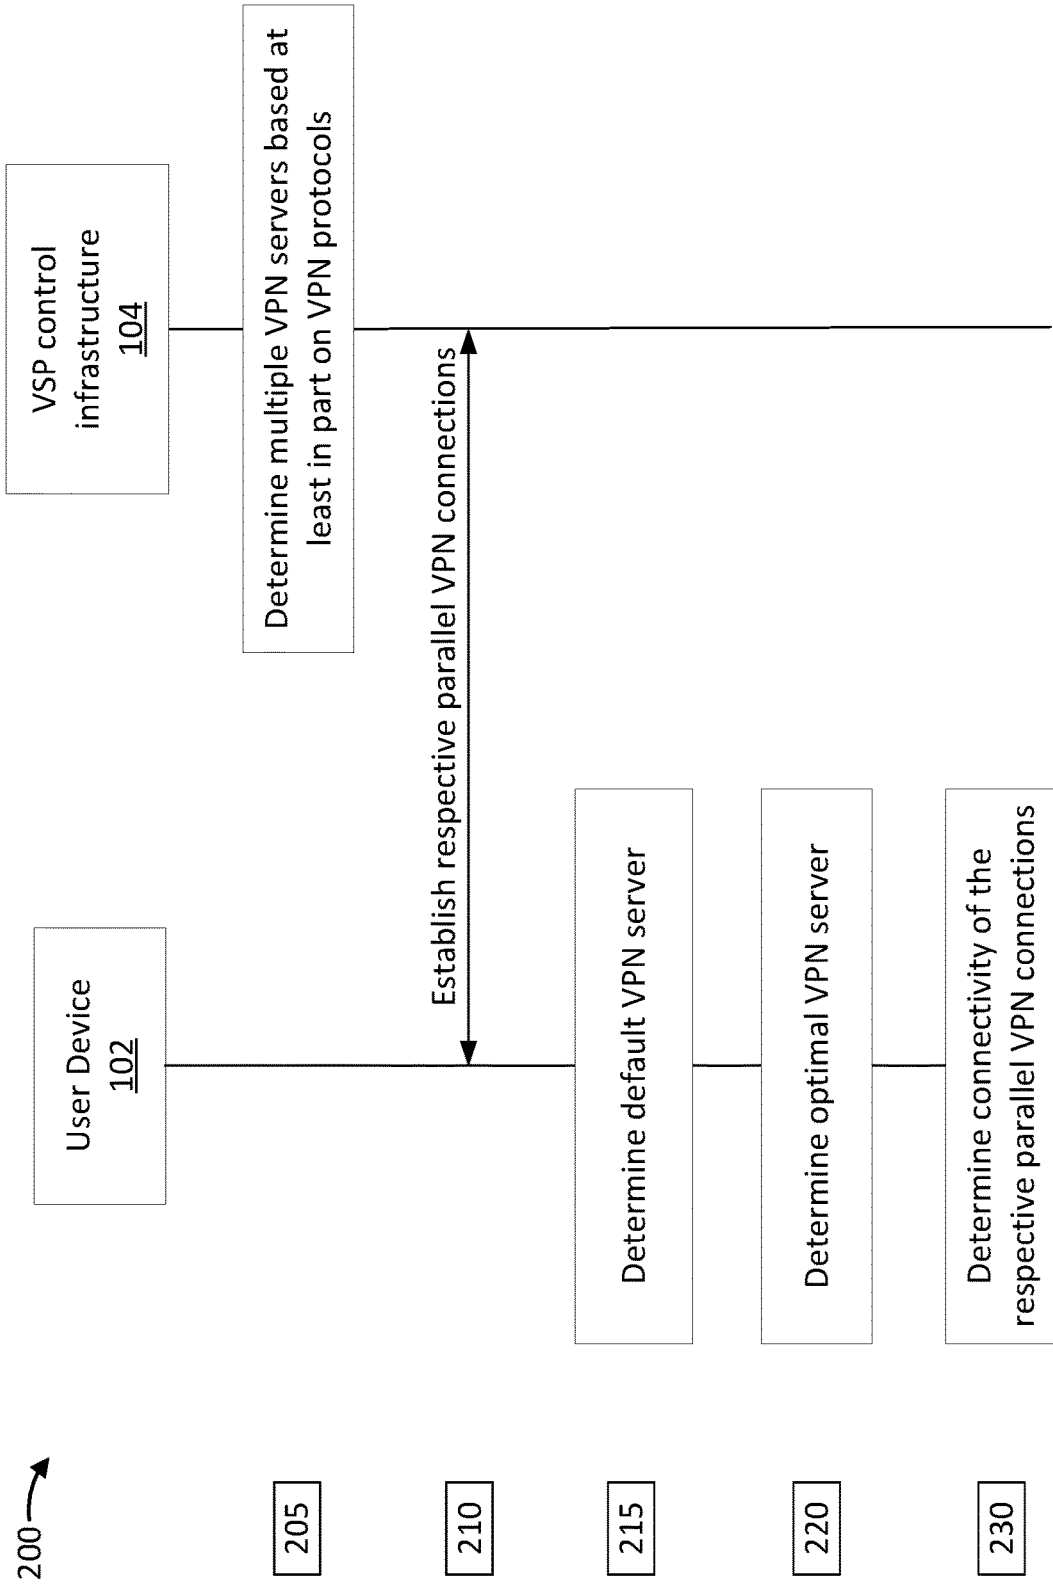 200
User Device
102
VSP control
infrastructure
104
205
Determine multiple VPN servers based at
least in part on VPN protocols
210
Establish respective parallel VPN connections
215
Determine default VPN server
220
Determine optimal VPN server
230
Determine connectivity of the
respective parallel VPN connections